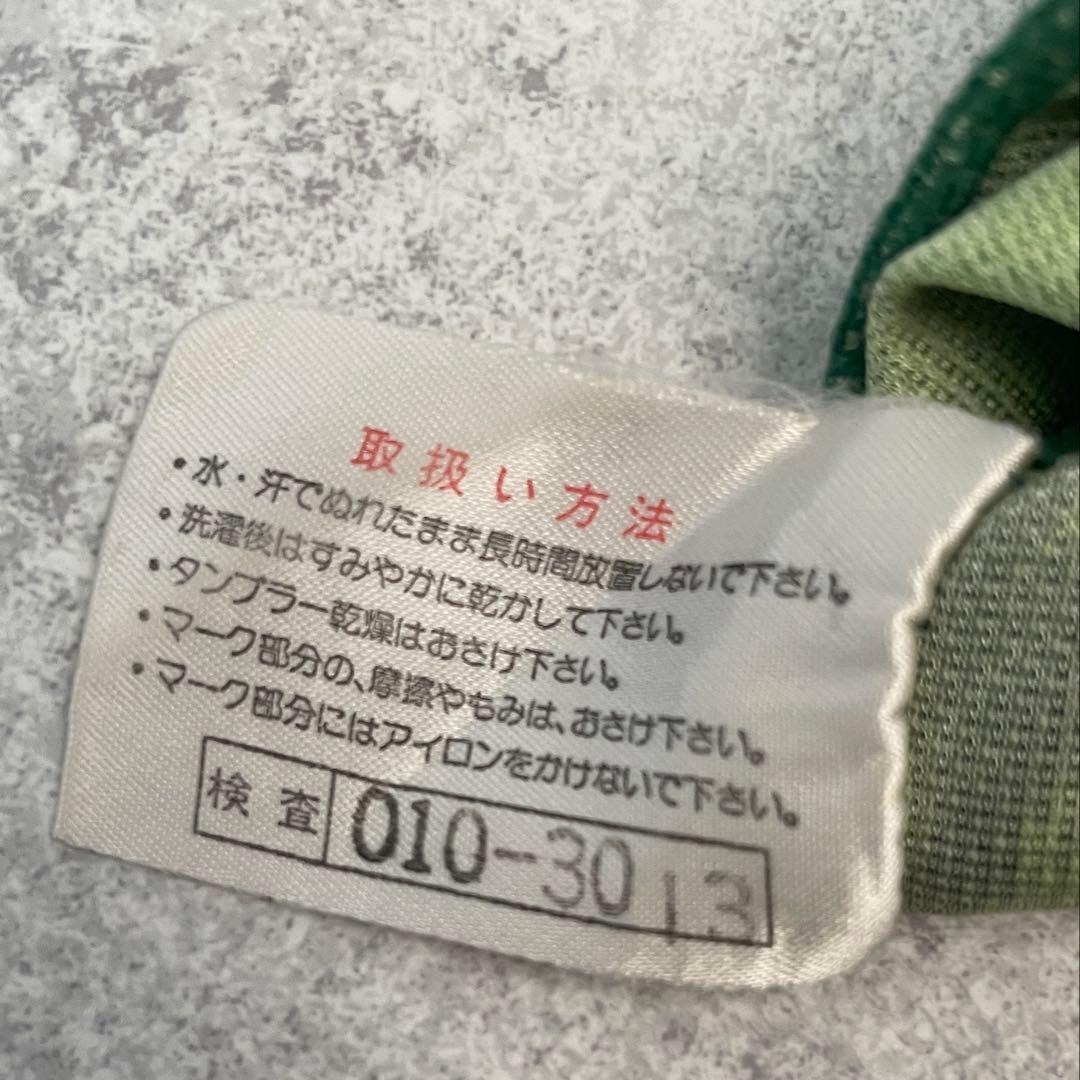 取扱い方法
・水・汗でぬれたまま長時間放置しないで下さい。
・洗濯後はすみやかに乾かして下さい。
・タンブラー乾燥はおさけ下さい。
・マーク部分の、摩擦やもみは、おさけ下さい。
・マーク部分にはアイロンをかけないで下さい。
検査 010-30 13